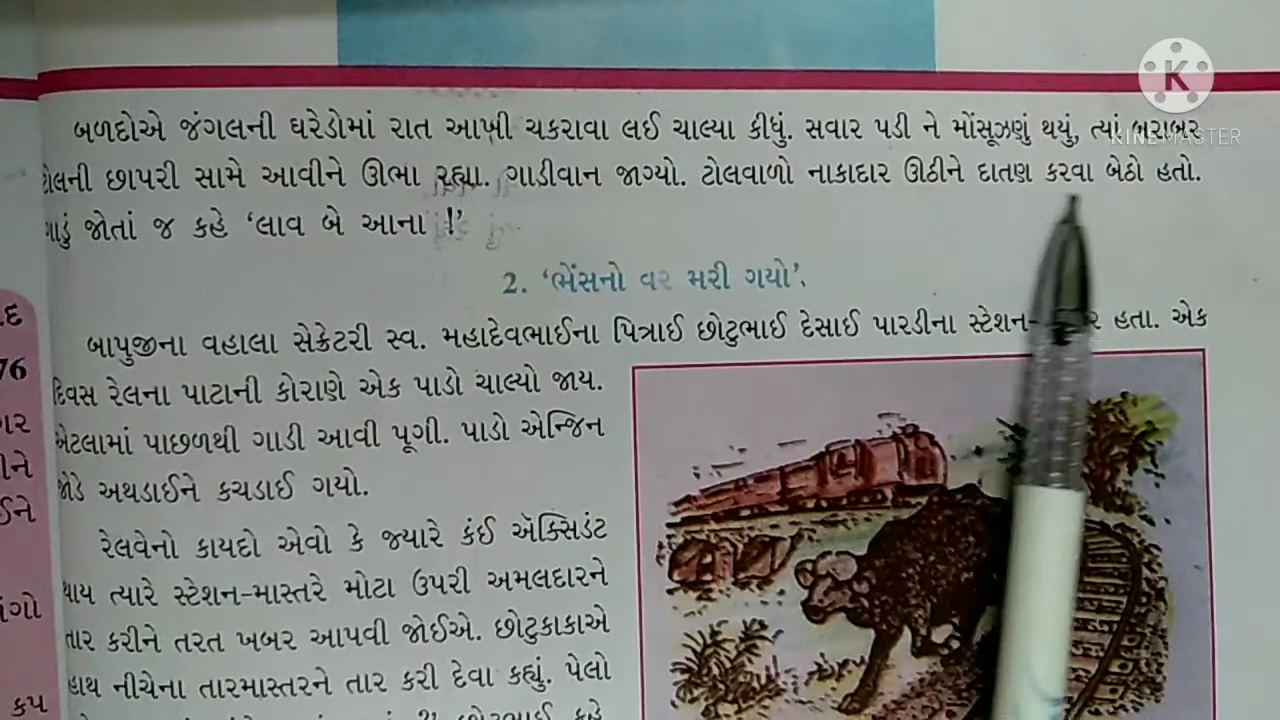 બળદોએ જંગલની ઘરેડોમાં રાત આખી ચકરાવા લઈ ચાલ્યા કીધું. સવાર પડી ને મોંસૂઝણું થયું, ત્યાં બરાબર
ટોલની છાપરી સામે આવીને ઊભા રહ્યા. ગાડીવાન જાગ્યો. ટોલવાળો નાકાદાર ઊઠીને દાતણ કરવા બેઠો હતો.
ગાડું જોતાં જ કહે ‘લાવ બે આના !’
2. ‘ભેંસનો વર મરી ગયો’.
બાપુજીના વહાલા સેક્રેટરી સ્વ. મહાદેવભાઈના પિત્રાઈ છોટુભાઈ દેસાઈ પારડીના સ્ટેશન- હતા. એક
દિવસ રેલના પાટાની કોરાણે એક પાડો ચાલ્યો જાય.
એટલામાં પાછળથી ગાડી આવી પૂગી. પાડો એન્જિન
જોડે અથડાઈને કચડાઈ ગયો.
રેલવેનો કાયદો એવો કે જ્યારે કંઈ ઍક્સિડંટ
થાય ત્યારે સ્ટેશન-માસ્તરે મોટા ઉપરી અમલદારને
તાર કરીને તરત ખબર આપવી જોઈએ. છોટુકાકાએ
હાથ નીચેના તારમાસ્તરને તાર કરી દેવા કહ્યું. પેલો
76
કપ
K
KINEMASTER